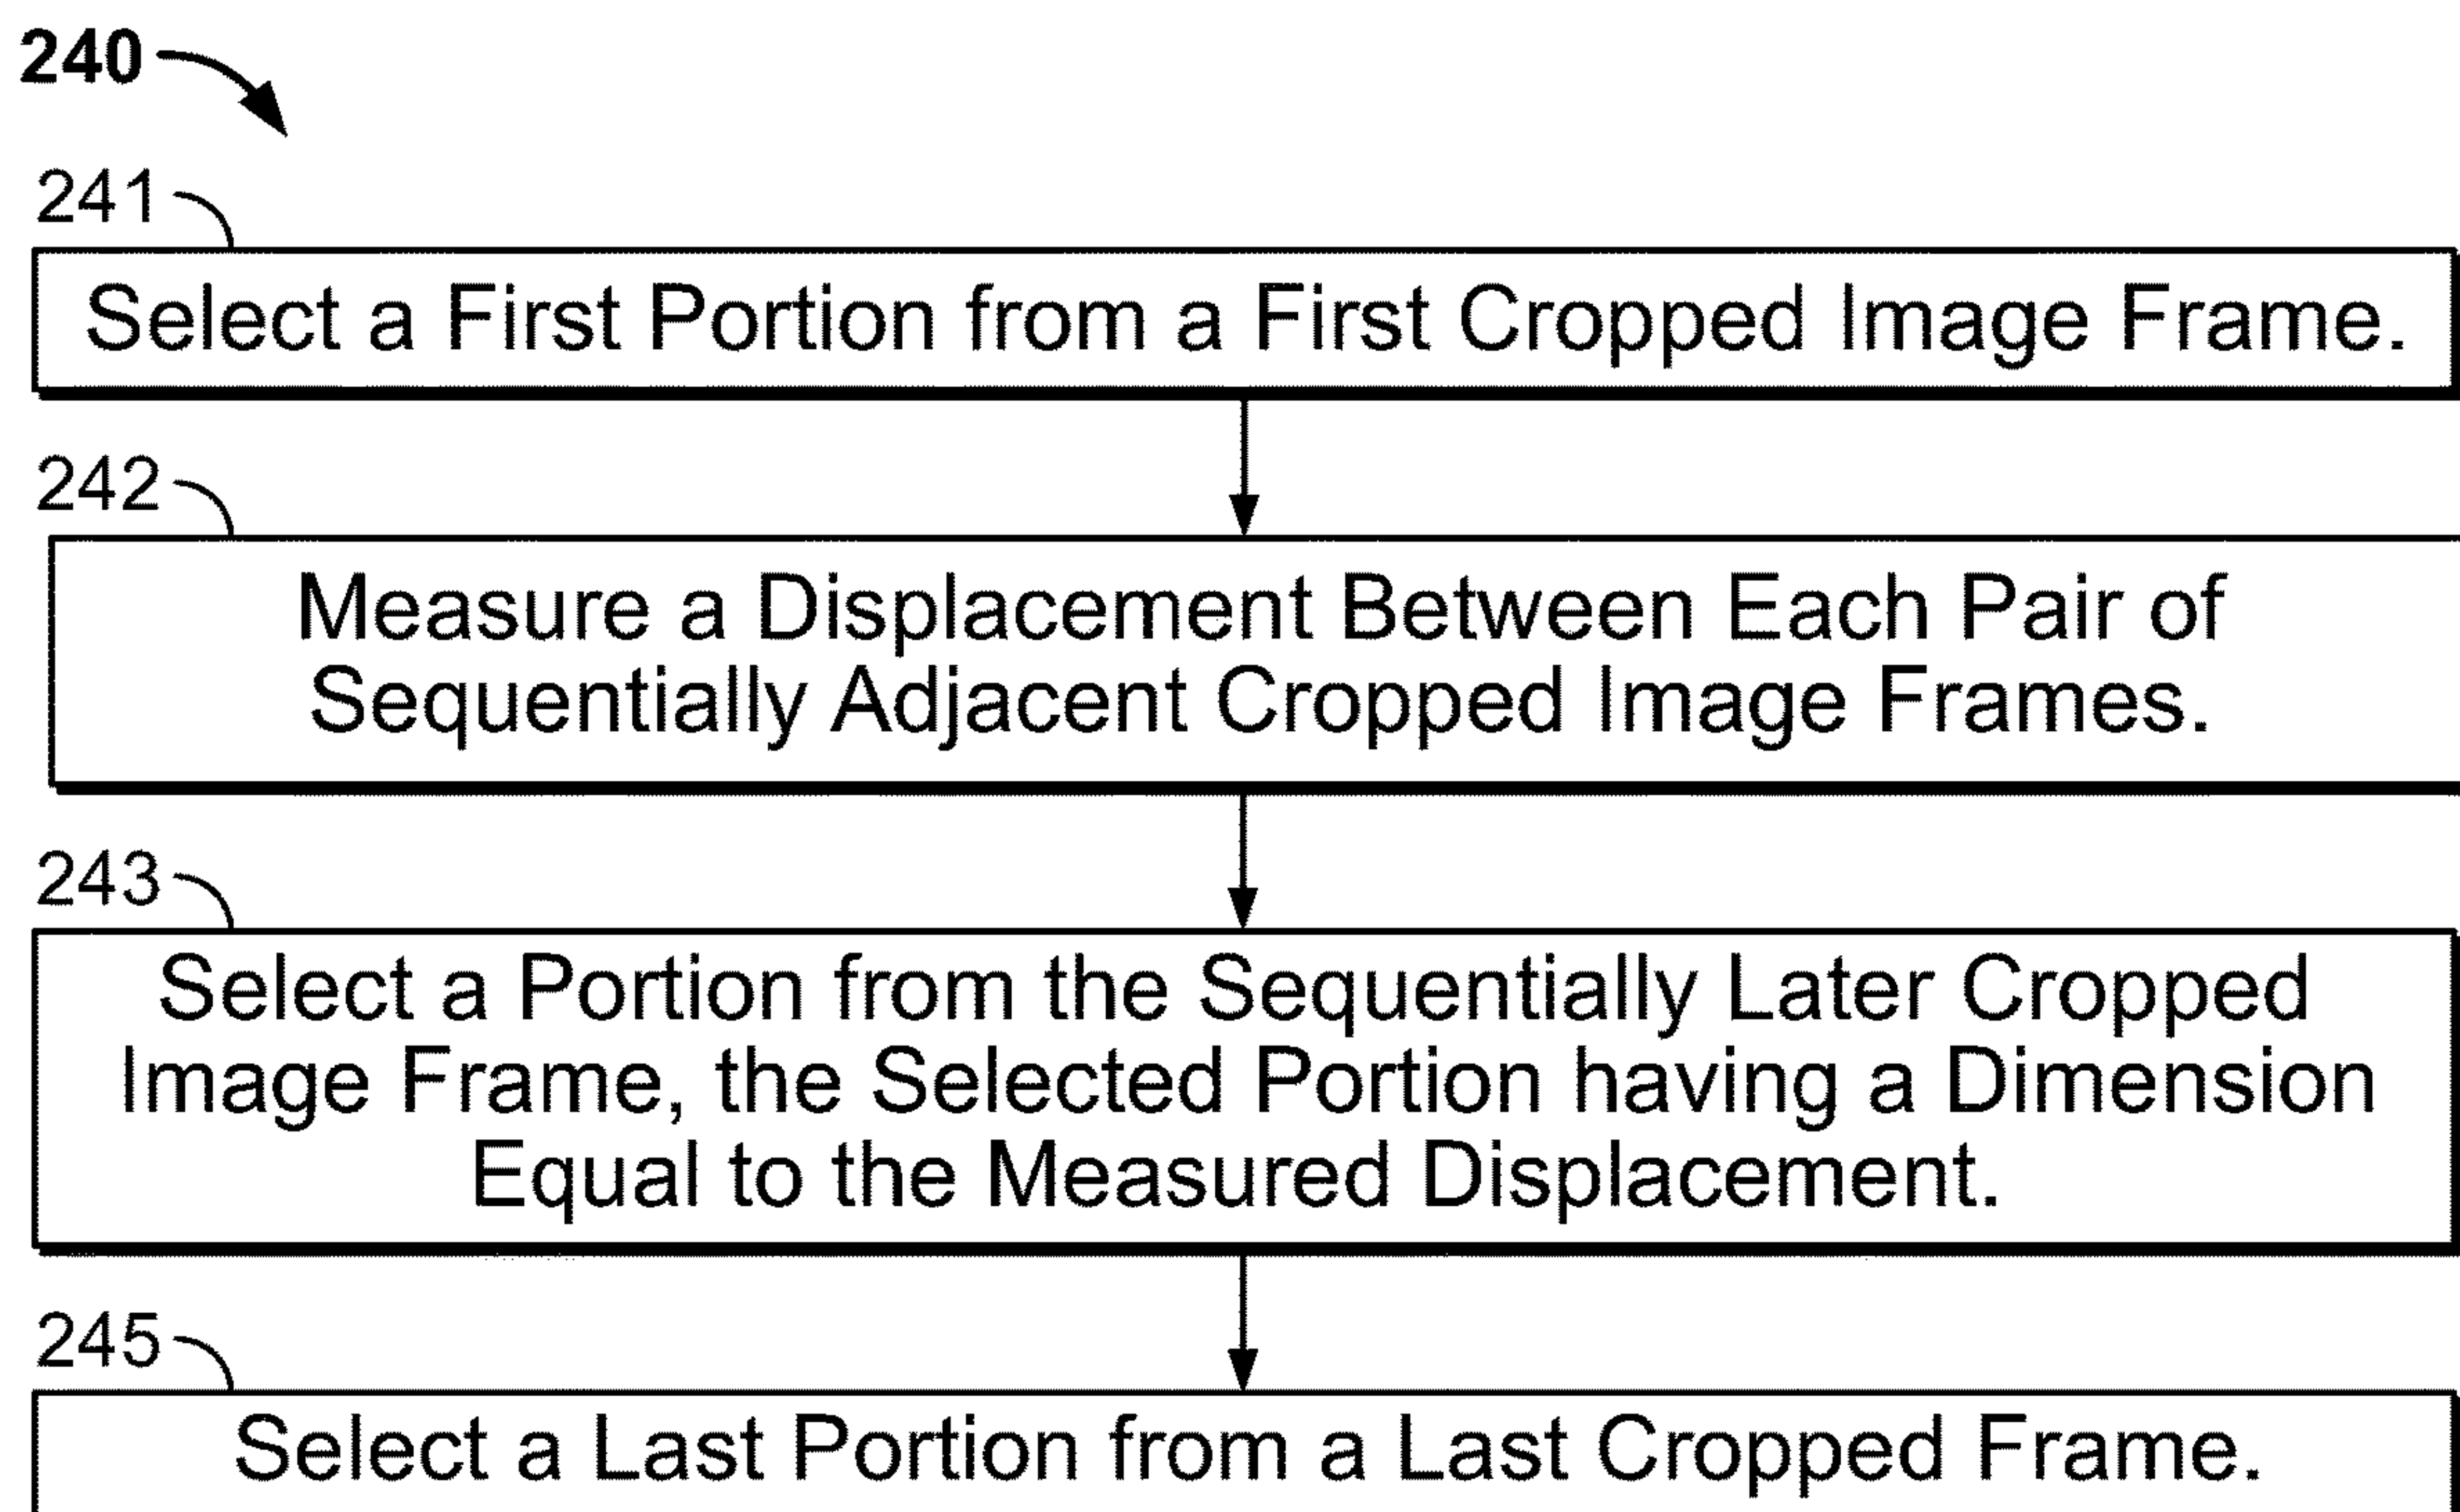 240
241
Select a First Portion from a First Cropped Image Frame.
242
Measure a Displacement Between Each Pair of
Sequentially Adjacent Cropped Image Frames.
243
Select a Portion from the Sequentially Later Cropped
Image Frame, the Selected Portion having a Dimension
Equal to the Measured Displacement.
245
Select a Last Portion from a Last Cropped Frame.